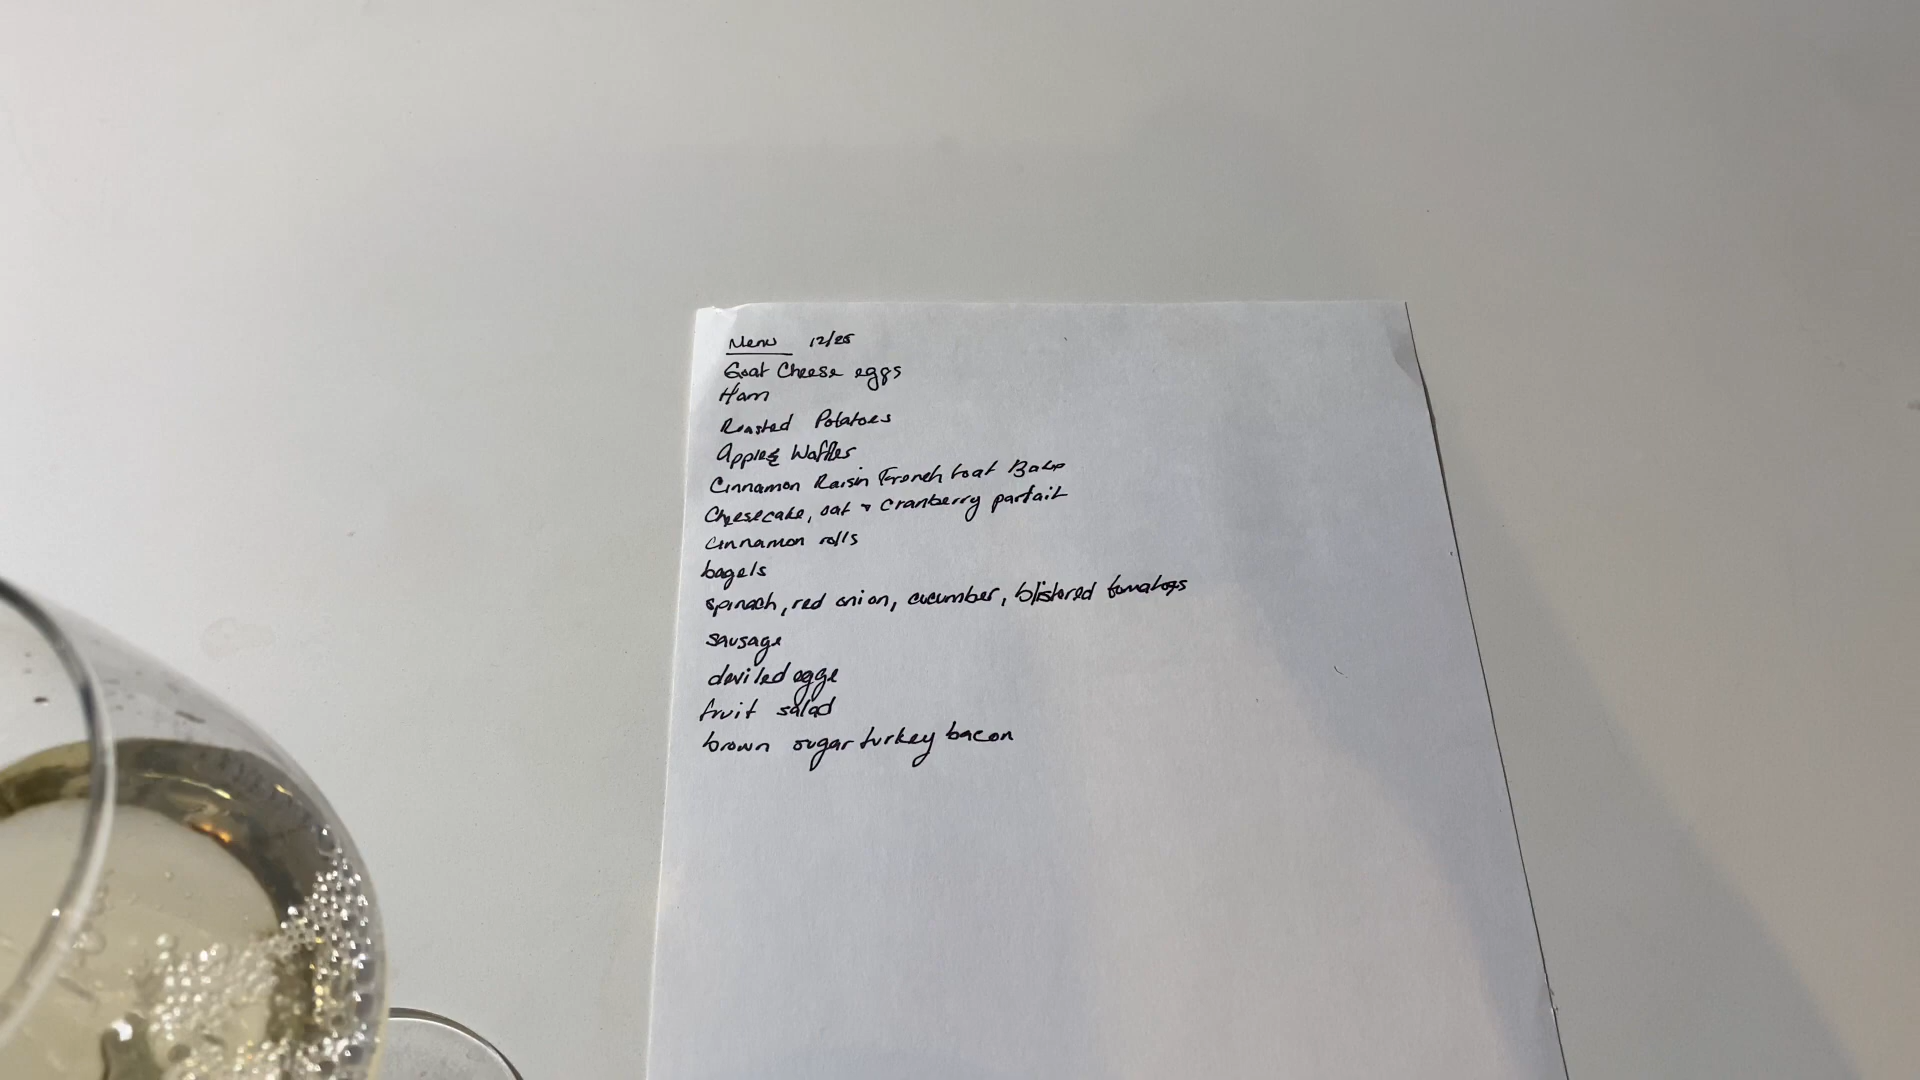 Menu 12/25
Goat Cheese eggs
Ham
Roasted Potatoes
Apple Waffles
Cinnamon Raisin French toat Bake
Cheesecake, oat & cranberry parfait
Cinnamon rolls
bagels
spinach, red onion, cucumber, blistered tomatoes
sausage
deviled eggs
fruit salad
brown sugar turkey bacon